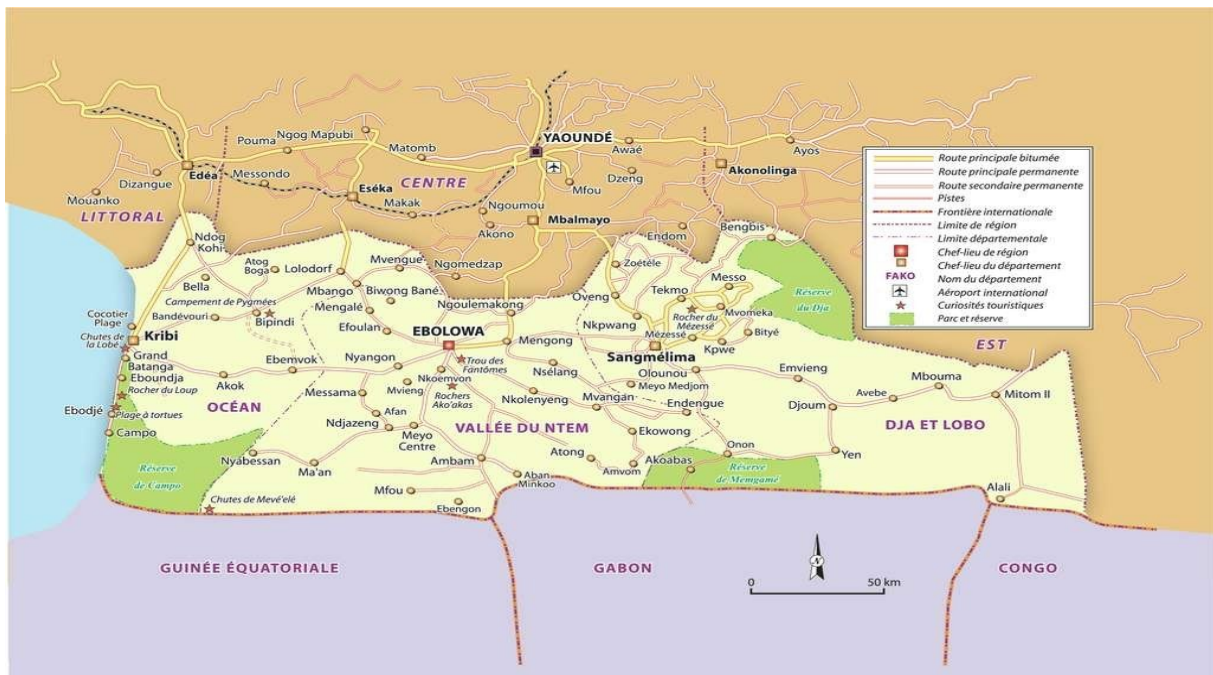 Pouma
Ngog Mapubi
Matomb
YAOUNDÉ
Awaé
Ayos
Edéa
Dizangue
Messondo
Eséka
CENTRE
Mfou
Dzeng
Akonolinga
Mouanko
LITTORAL
Makak
Ngoumou
Mbalmayo
Akono
Endom
Bengbis
Ndog
Kohi
Atog
Boga
Lolodorf
Mvengue
Ngomedzap
Zoétélé
Messo
Bella
Mbango
Biwong Bané
Oveng
Tekmo
Réserve
du Dja
Campement de Pygmées
Mengalé
Ngoulemakong
Rocher du
Mézessé
Mvomeka
Cocotier
Plage
Bandévouri
Bipindi
Efoulan
EBOLOWA
Nkpwang
Mézessé
Bityé
Chutes de
la Lobé
Kribi
Mengong
Sangmélima
Kpwe
EST
Grand
Batanga
Ebemvok
Nyangon
Trou des
Fantômes
Nsélang
Olounou
Emvieng
Mbouma
Eboundja
Akok
Nkoemvon
Meyo Medjom
Rocher du Loup
Messama
Mvieng
Rochers
Ako'akas
Nkolenyeng
Mvangan
Avebe
Mitom II
Ebodjé
Plage à tortues
OCÉAN
Afan
Endengue
Djoum
Campo
Ndjazeng
Meyo
Centre
VALLÉE DU NTEM
Ekowong
DJA ET LOBO
Onon
Nyabessan
Ma'an
Ambam
Atong
Amvom
Akoabas
Yen
Réserve
de Campo
Aban
Minkoo
Réserve
de Memgamé
Mfou
Alali
Chutes de Mevé'elé
Ebengon
GUINÉE ÉQUATORIALE
GABON
CONGO
N
0 50 km
Route principale bitumée
Route principale permanente
Route secondaire permanente
Pistes
Frontière internationale
Limite de région
Limite départementale
Chef-lieu de région
Chef-lieu du département
FAKO Nom du département
Aéroport international
Curiosités touristiques
Parc et réserve